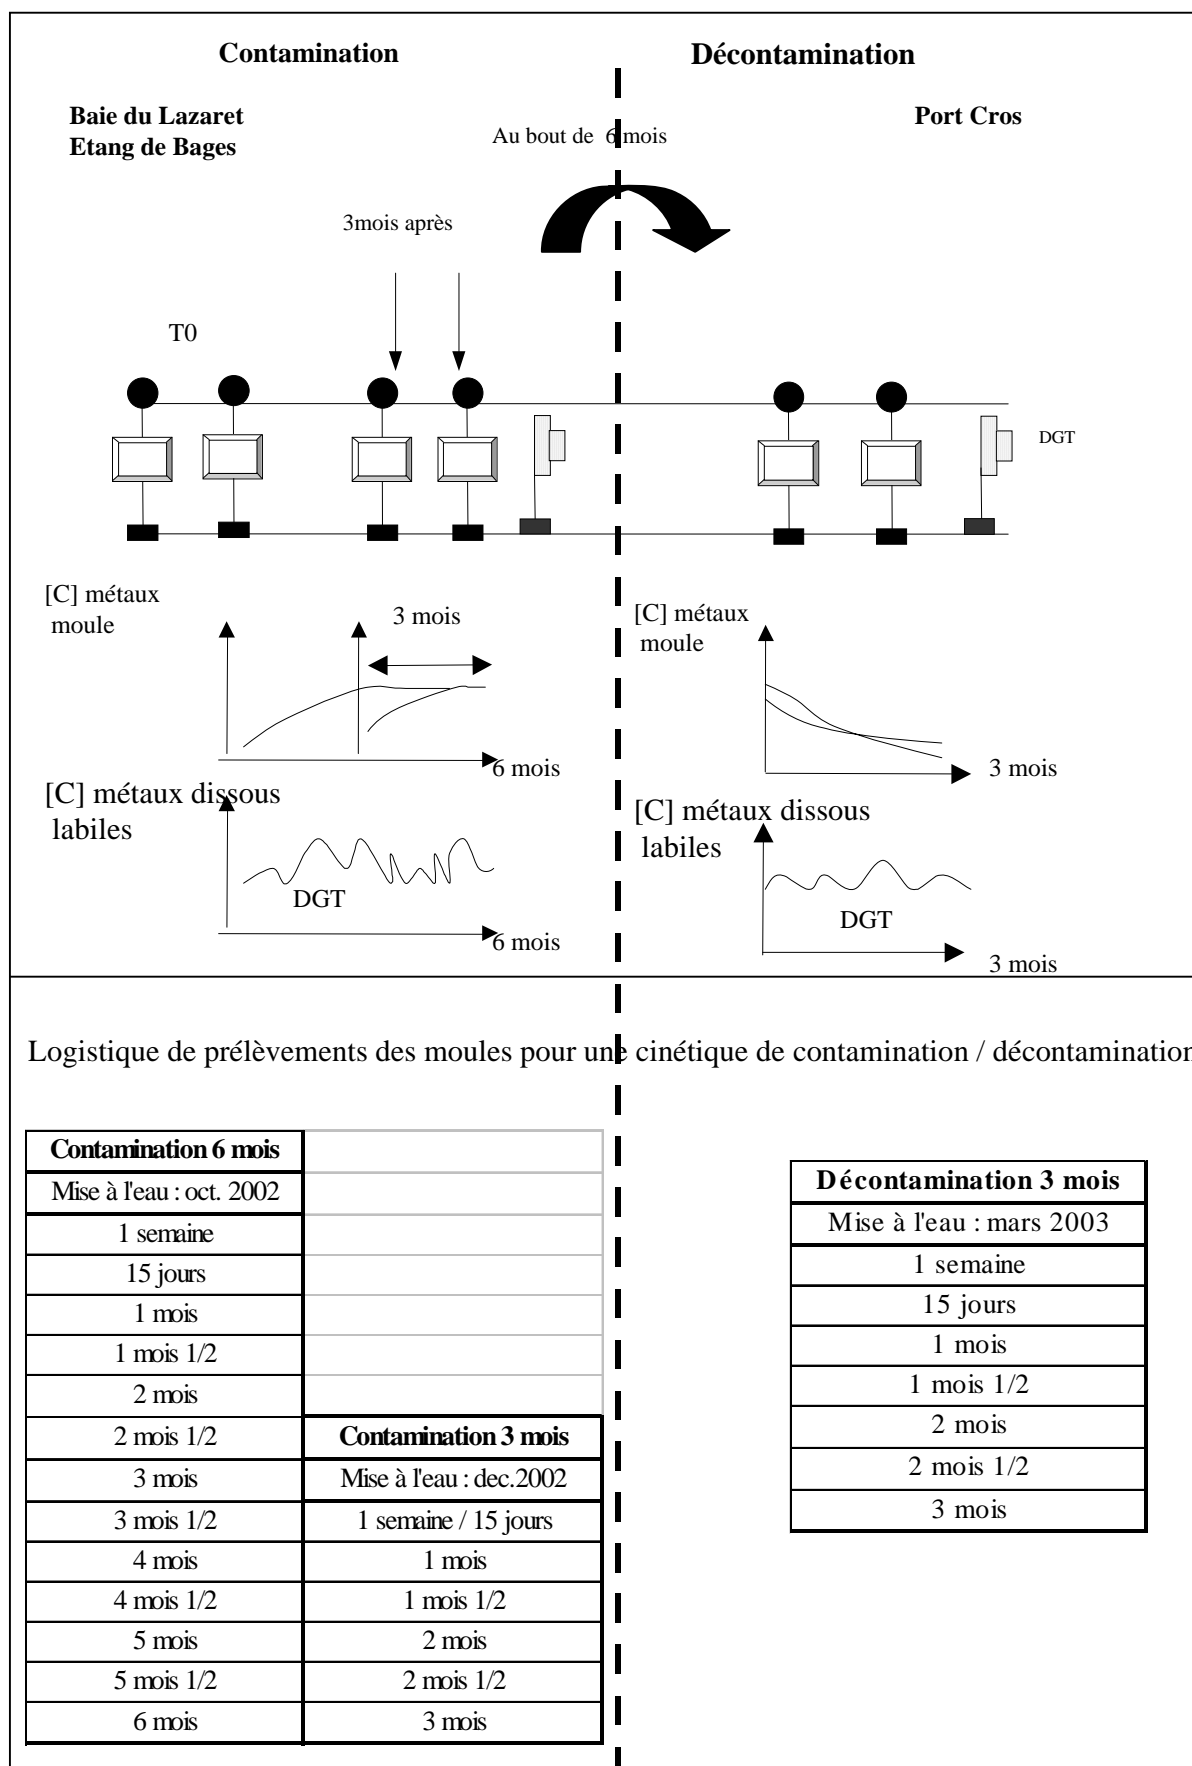 Contamination
Décontamination
Baie du Lazaret
Etang de Bages
Au bout de 6 mois
Port Cros
3mois après
T0
DGT
[C] métaux
moule
3 mois
6 mois
[C] métaux dissous
labiles
DGT
6 mois
[C] métaux
moule
3 mois
[C] métaux dissous
labiles
DGT
3 mois
Logistique de prélèvements des moules pour une cinétique de contamination / décontamination
Contamination 6 mois
Mise à l'eau : oct. 2002
1 semaine
15 jours
1 mois
1 mois 1/2
2 mois
2 mois 1/2
3 mois
3 mois 1/2
4 mois
4 mois 1/2
5 mois
5 mois 1/2
6 mois
Contamination 3 mois
Mise à l'eau : dec.2002
1 semaine / 15 jours
1 mois
1 mois 1/2
2 mois
2 mois 1/2
3 mois
Décontamination 3 mois
Mise à l'eau : mars 2003
1 semaine
15 jours
1 mois
1 mois 1/2
2 mois
2 mois 1/2
3 mois